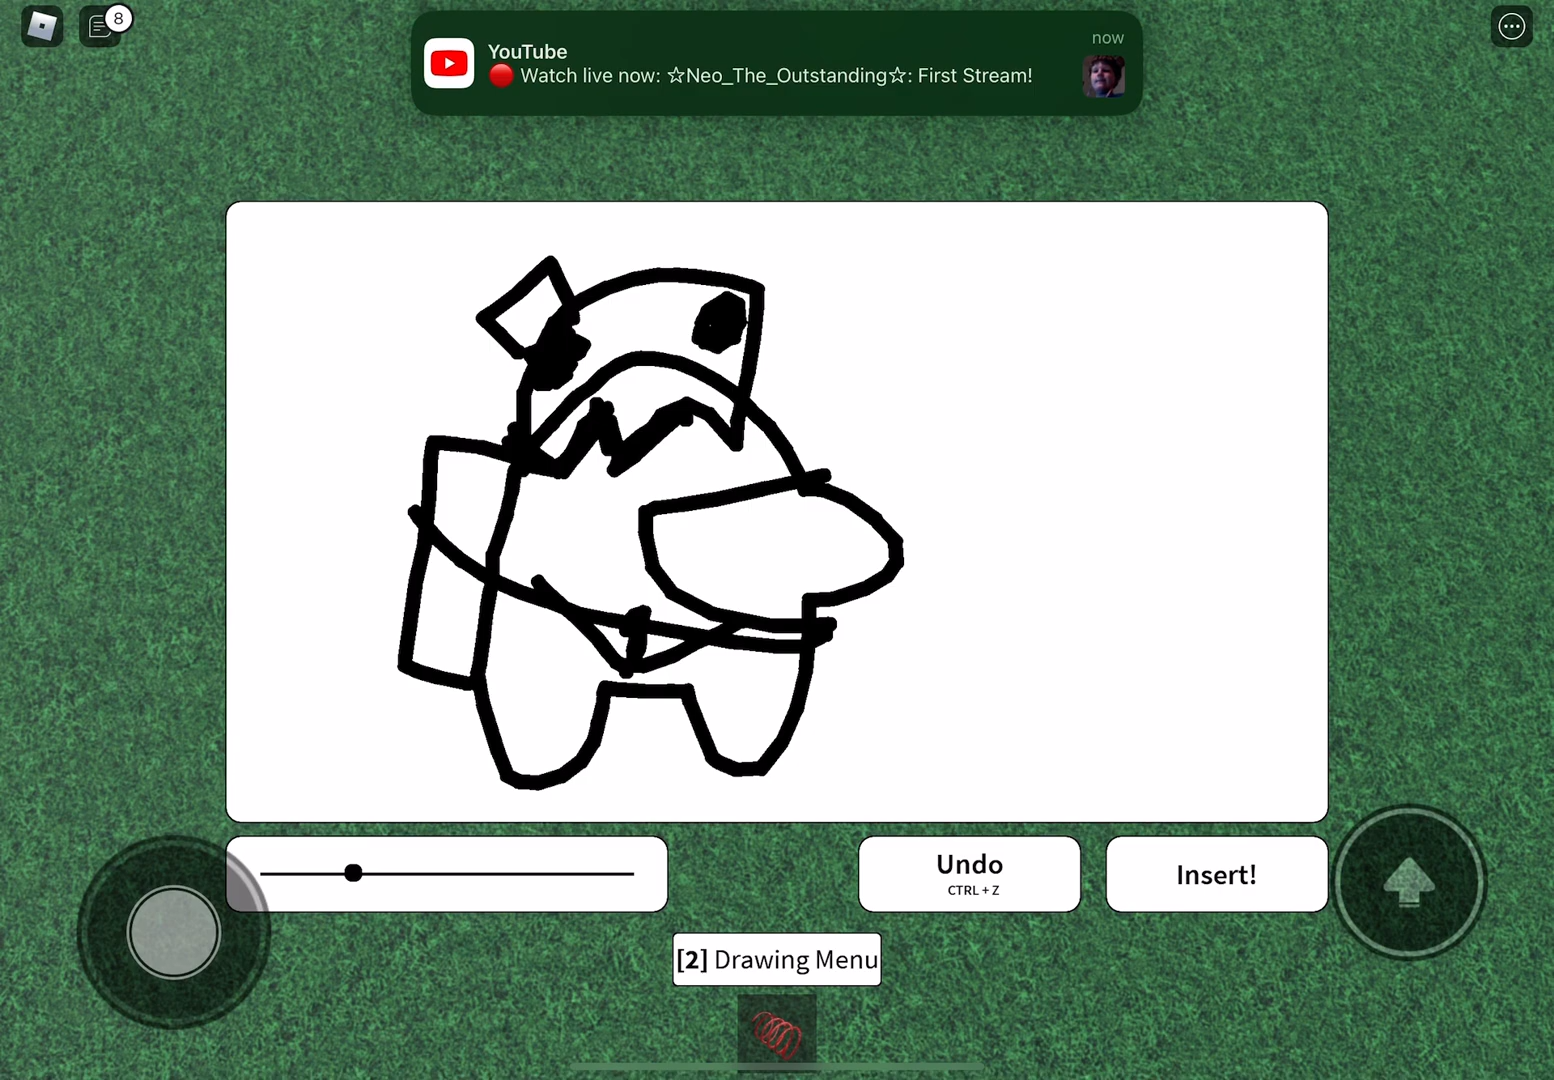 8
YouTube
now
🔴 Watch live now: ☆Neo_The_Outstanding☆: First Stream!
Undo
CTRL + Z
Insert!
[2] Drawing Menu